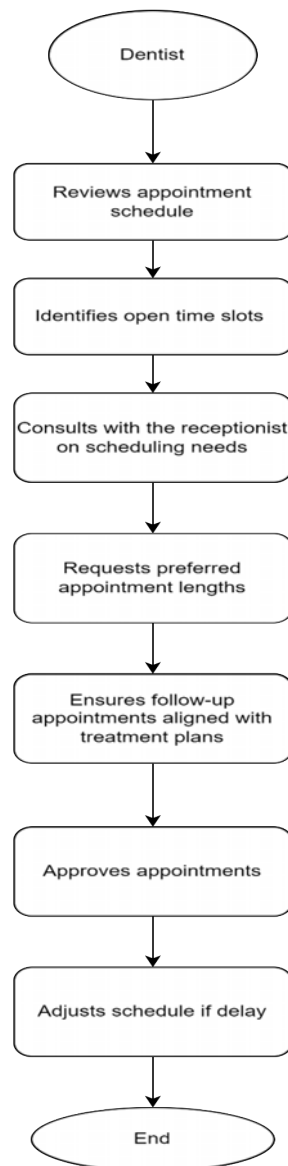 Dentist
Reviews appointment
schedule
Identifies open time slots
Consults with the receptionist
on scheduling needs
Requests preferred
appointment lengths
Ensures follow-up
appointments aligned with
treatment plans
Approves appointments
Adjusts schedule if delay
End